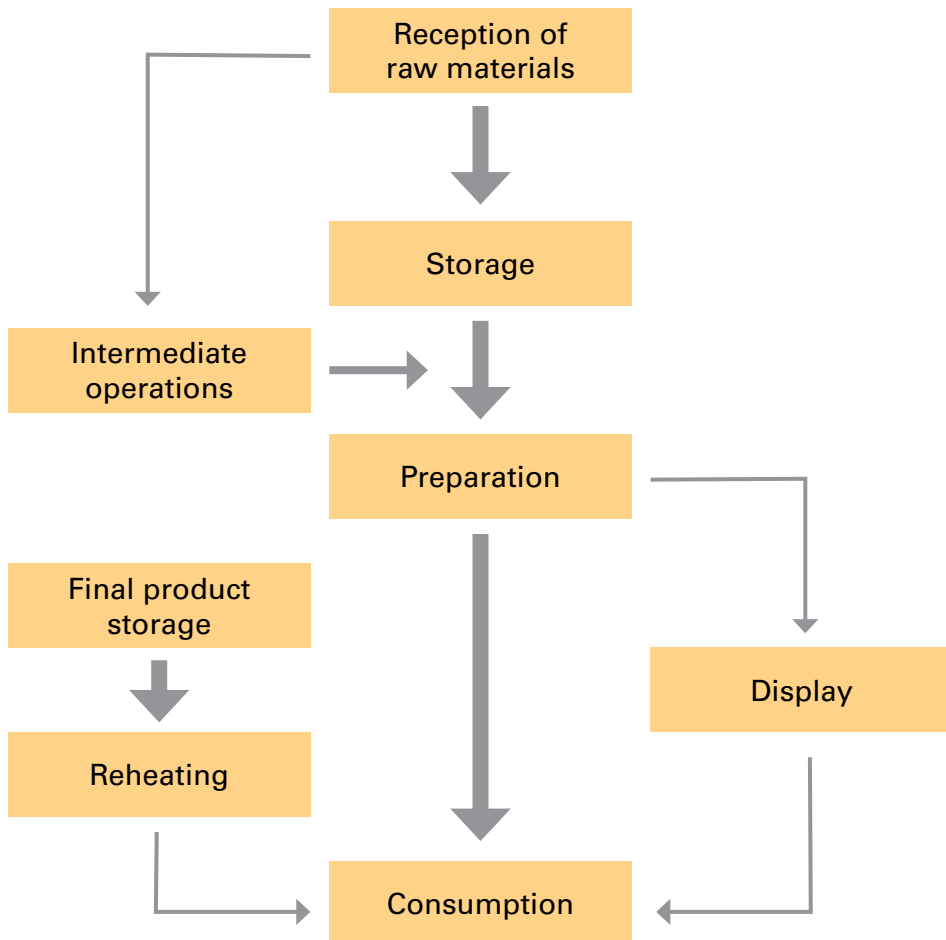 Reception of
raw materials
Storage
Intermediate
operations
Preparation
Final product
storage
Display
Reheating
Consumption